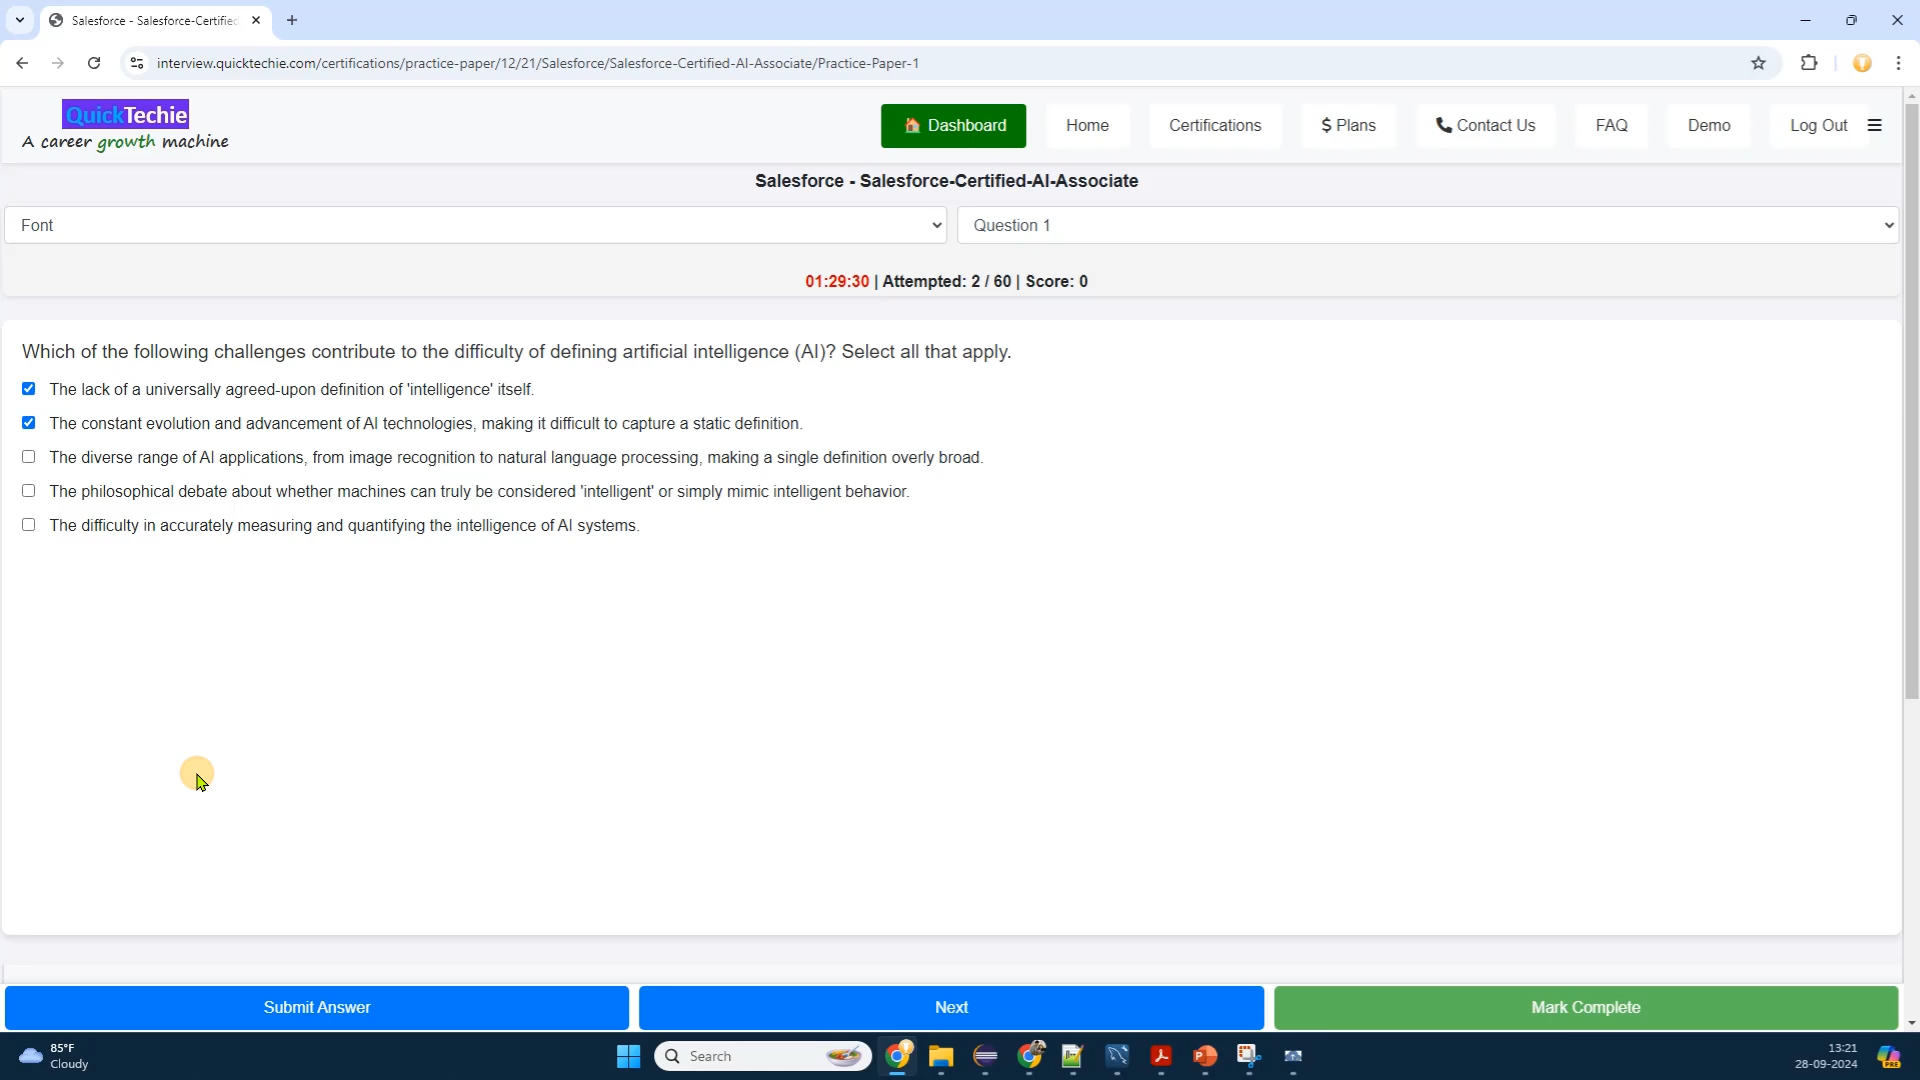 Salesforce - Salesforce-Certified
interview.quicktechie.com/certifications/practice-paper/12/21/Salesforce/Salesforce-Certified-AI-Associate/Practice-Paper-1
QuickTechie
A career growth machine
Dashboard
Home
Certifications
$ Plans
Contact Us
FAQ
Demo
Log Out
Salesforce - Salesforce-Certified-AI-Associate
Font
Question 1
01:29:30 | Attempted: 2 / 60 | Score: 0
Which of the following challenges contribute to the difficulty of defining artificial intelligence (AI)? Select all that apply.
The lack of a universally agreed-upon definition of 'intelligence' itself.
The constant evolution and advancement of AI technologies, making it difficult to capture a static definition.
The diverse range of AI applications, from image recognition to natural language processing, making a single definition overly broad.
The philosophical debate about whether machines can truly be considered 'intelligent' or simply mimic intelligent behavior.
The difficulty in accurately measuring and quantifying the intelligence of AI systems.
Submit Answer
Next
Mark Complete
85°F
Cloudy
Search
13:21
28-09-2024
PRE